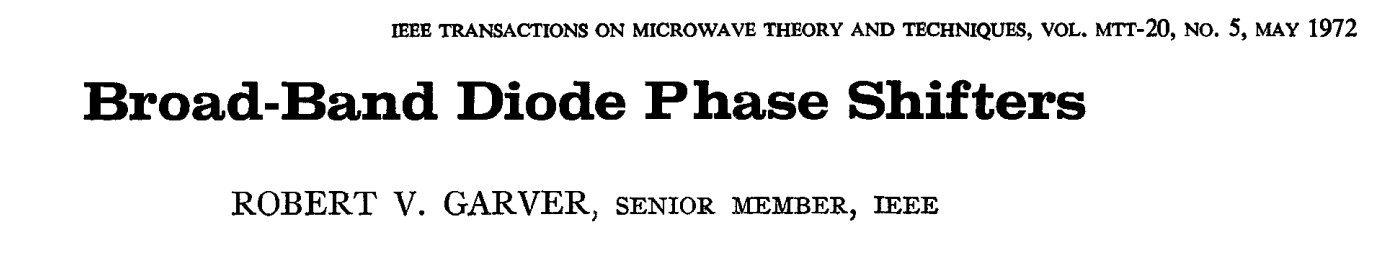 IEEE TRANSACTIONS ON MICROWAVE THEORY AND TECHNIQUES, VOL. MTT-20, NO. 5, MAY 1972
Broad-Band Diode Phase Shifters
ROBERT V. GARVER, SENIOR MEMBER, IEEE